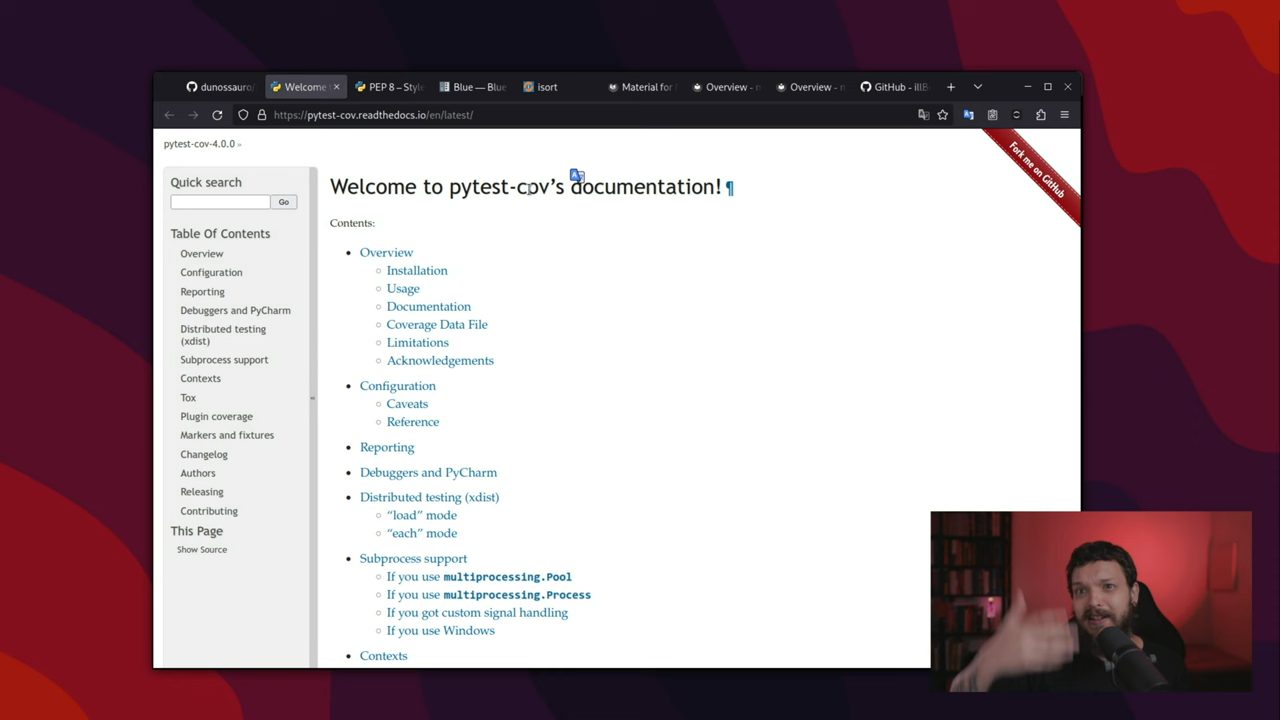 dunossauro/
Welcome
PEP 8 – Style
Blue — Blue
isort
Material for
Overview - n
Overview - n
GitHub - illB
https://pytest-cov.readthedocs.io/en/latest/
pytest-cov-4.0.0 »
Fork me on GitHub
Quick search
Go
Table Of Contents
Overview
Configuration
Reporting
Debuggers and PyCharm
Distributed testing
(xdist)
Subprocess support
Contexts
Tox
Plugin coverage
Markers and fixtures
Changelog
Authors
Releasing
Contributing
This Page
Show Source
«
Welcome to pytest-cov’s documentation! ¶
Contents:
Overview
Installation
Usage
Documentation
Coverage Data File
Limitations
Acknowledgements
Configuration
Caveats
Reference
Reporting
Debuggers and PyCharm
Distributed testing (xdist)
“load” mode
“each” mode
Subprocess support
If you use multiprocessing.Pool
If you use multiprocessing.Process
If you got custom signal handling
If you use Windows
Contexts